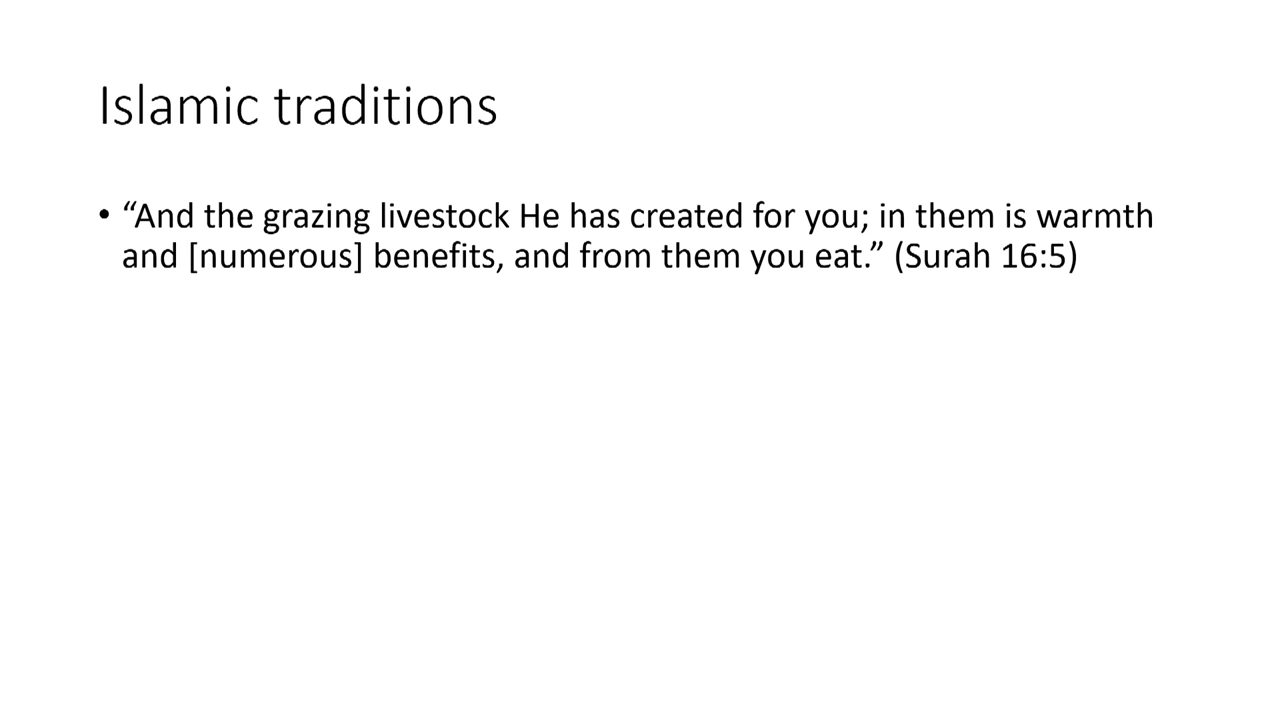 Islamic traditions
• “And the grazing livestock He has created for you; in them is warmth
and [numerous] benefits, and from them you eat.” (Surah 16:5)